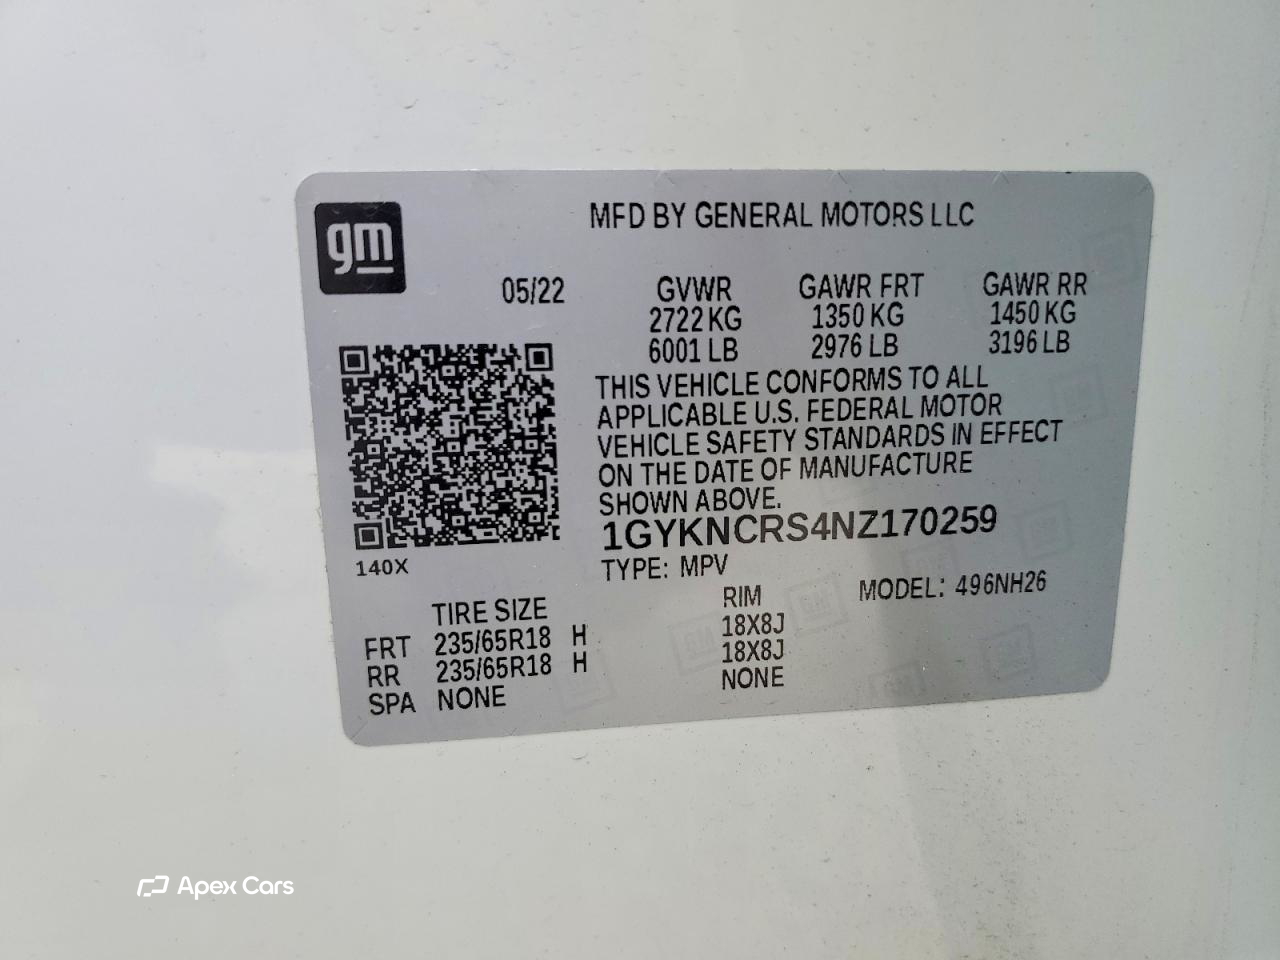 gm
MFD BY GENERAL MOTORS LLC
05/22
GVWR GAWR FRT GAWR RR
2722 KG 1350 KG 1450 KG
6001 LB 2976 LB 3196 LB
THIS VEHICLE CONFORMS TO ALL
APPLICABLE U.S. FEDERAL MOTOR
VEHICLE SAFETY STANDARDS IN EFFECT
ON THE DATE OF MANUFACTURE
SHOWN ABOVE.
1GYKNCRS4NZ170259
140X
TYPE: MPV
MODEL: 496NH26
TIRE SIZE RIM
FRT 235/65R18 H 18X8J
RR 235/65R18 H 18X8J
SPA NONE NONE
Apex Cars